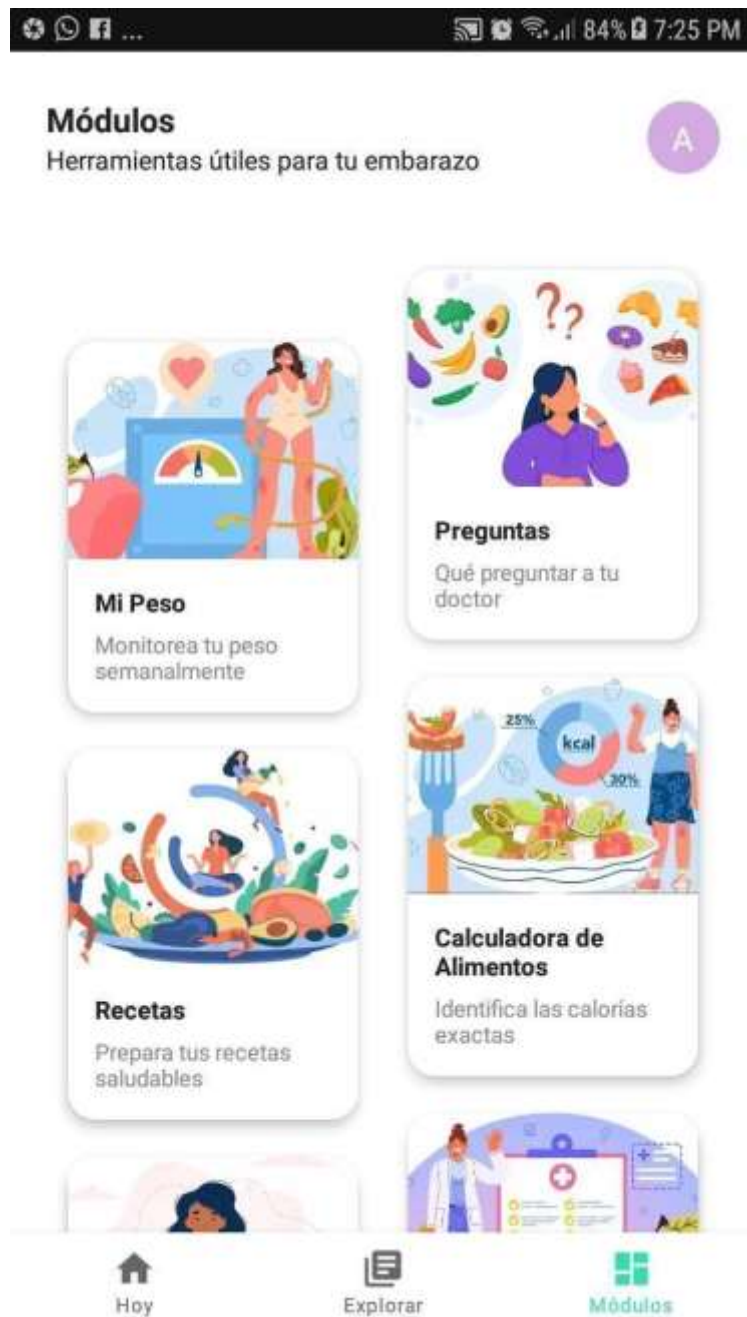 ... 84% 7:25 PM
Módulos
Herramientas útiles para tu embarazo
A
Mi Peso
Monitorea tu peso
semanalmente
Preguntas
Qué preguntar a tu
doctor
Recetas
Prepara tus recetas
saludables
25%
kcal
30%
Calculadora de
Alimentos
Identifica las calorías
exactas
Hoy
Explorar
Módulos